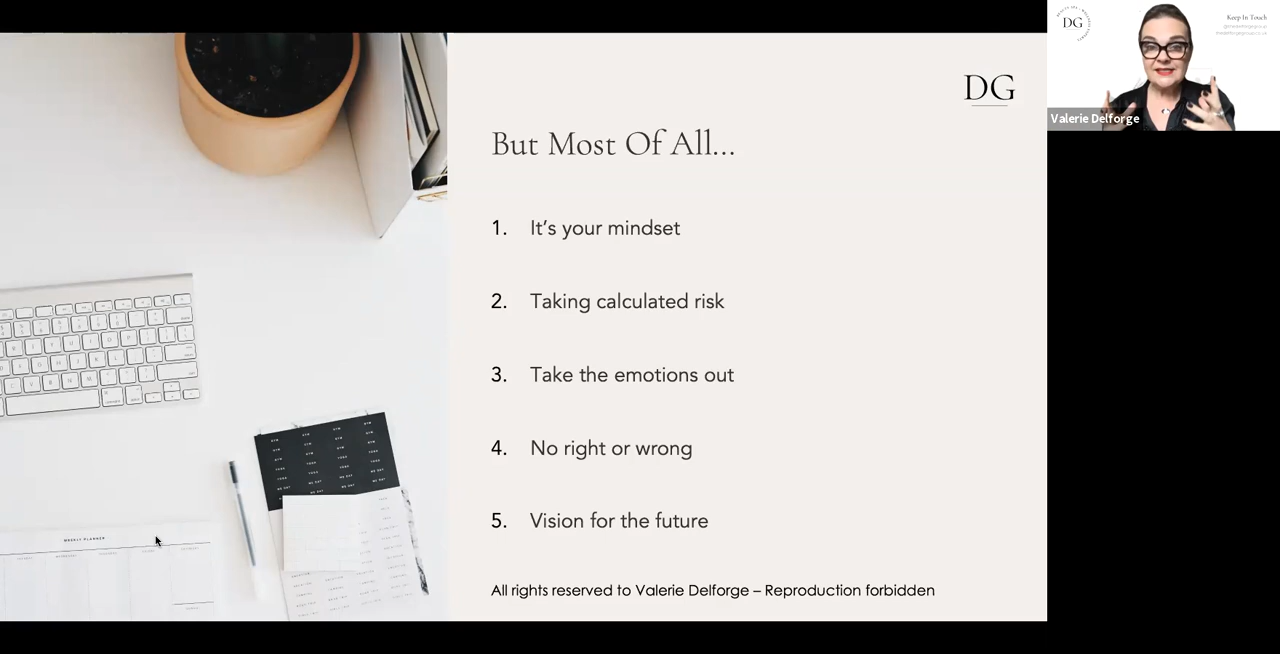 DG
But Most Of All...
1. It's your mindset
2. Taking calculated risk
3. Take the emotions out
4. No right or wrong
5. Vision for the future
All rights reserved to Valerie Delforge – Reproduction forbidden
WEEKLY PLANNER
DG
Keep In Touch
Valerie Delforge